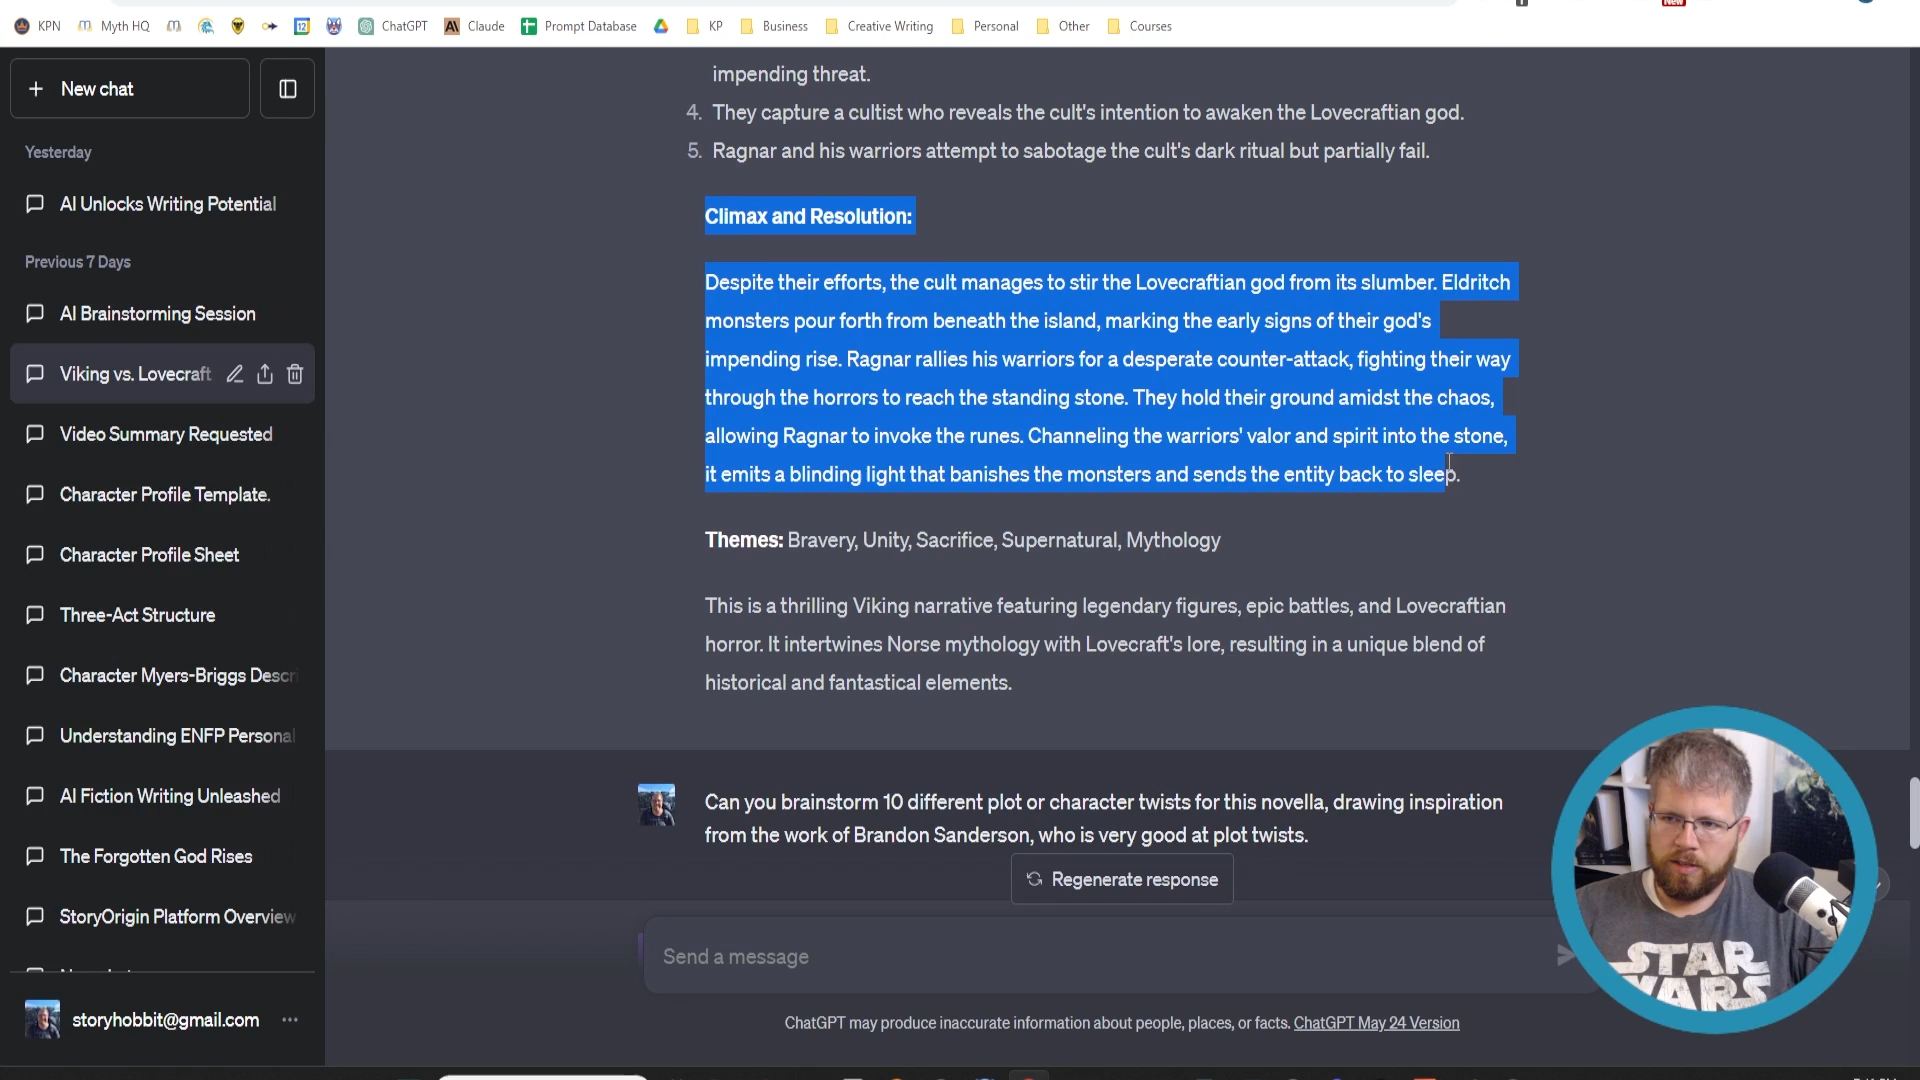 KPN
Myth HQ
12
ChatGPT
Claude
Prompt Database
KP
Business
Creative Writing
Personal
Other
Courses
New
New chat
Yesterday
AI Unlocks Writing Potential
Previous 7 Days
AI Brainstorming Session
Viking vs. Lovecraft
Video Summary Requested
Character Profile Template.
Character Profile Sheet
Three-Act Structure
Character Myers-Briggs Descri
Understanding ENFP Personal
AI Fiction Writing Unleashed
The Forgotten God Rises
StoryOrigin Platform Overview
storyhobbit@gmail.com
impending threat.
4. They capture a cultist who reveals the cult's intention to awaken the Lovecraftian god.
5. Ragnar and his warriors attempt to sabotage the cult's dark ritual but partially fail.
Climax and Resolution:
Despite their efforts, the cult manages to stir the Lovecraftian god from its slumber. Eldritch
monsters pour forth from beneath the island, marking the early signs of their god's
impending rise. Ragnar rallies his warriors for a desperate counter-attack, fighting their way
through the horrors to reach the standing stone. They hold their ground amidst the chaos,
allowing Ragnar to invoke the runes. Channeling the warriors' valor and spirit into the stone,
it emits a blinding light that banishes the monsters and sends the entity back to sleep.
Themes: Bravery, Unity, Sacrifice, Supernatural, Mythology
This is a thrilling Viking narrative featuring legendary figures, epic battles, and Lovecraftian
horror. It intertwines Norse mythology with Lovecraft's lore, resulting in a unique blend of
historical and fantastical elements.
Can you brainstorm 10 different plot or character twists for this novella, drawing inspiration
from the work of Brandon Sanderson, who is very good at plot twists.
Regenerate response
Send a message
ChatGPT may produce inaccurate information about people, places, or facts. ChatGPT May 24 Version
STAR
WARS